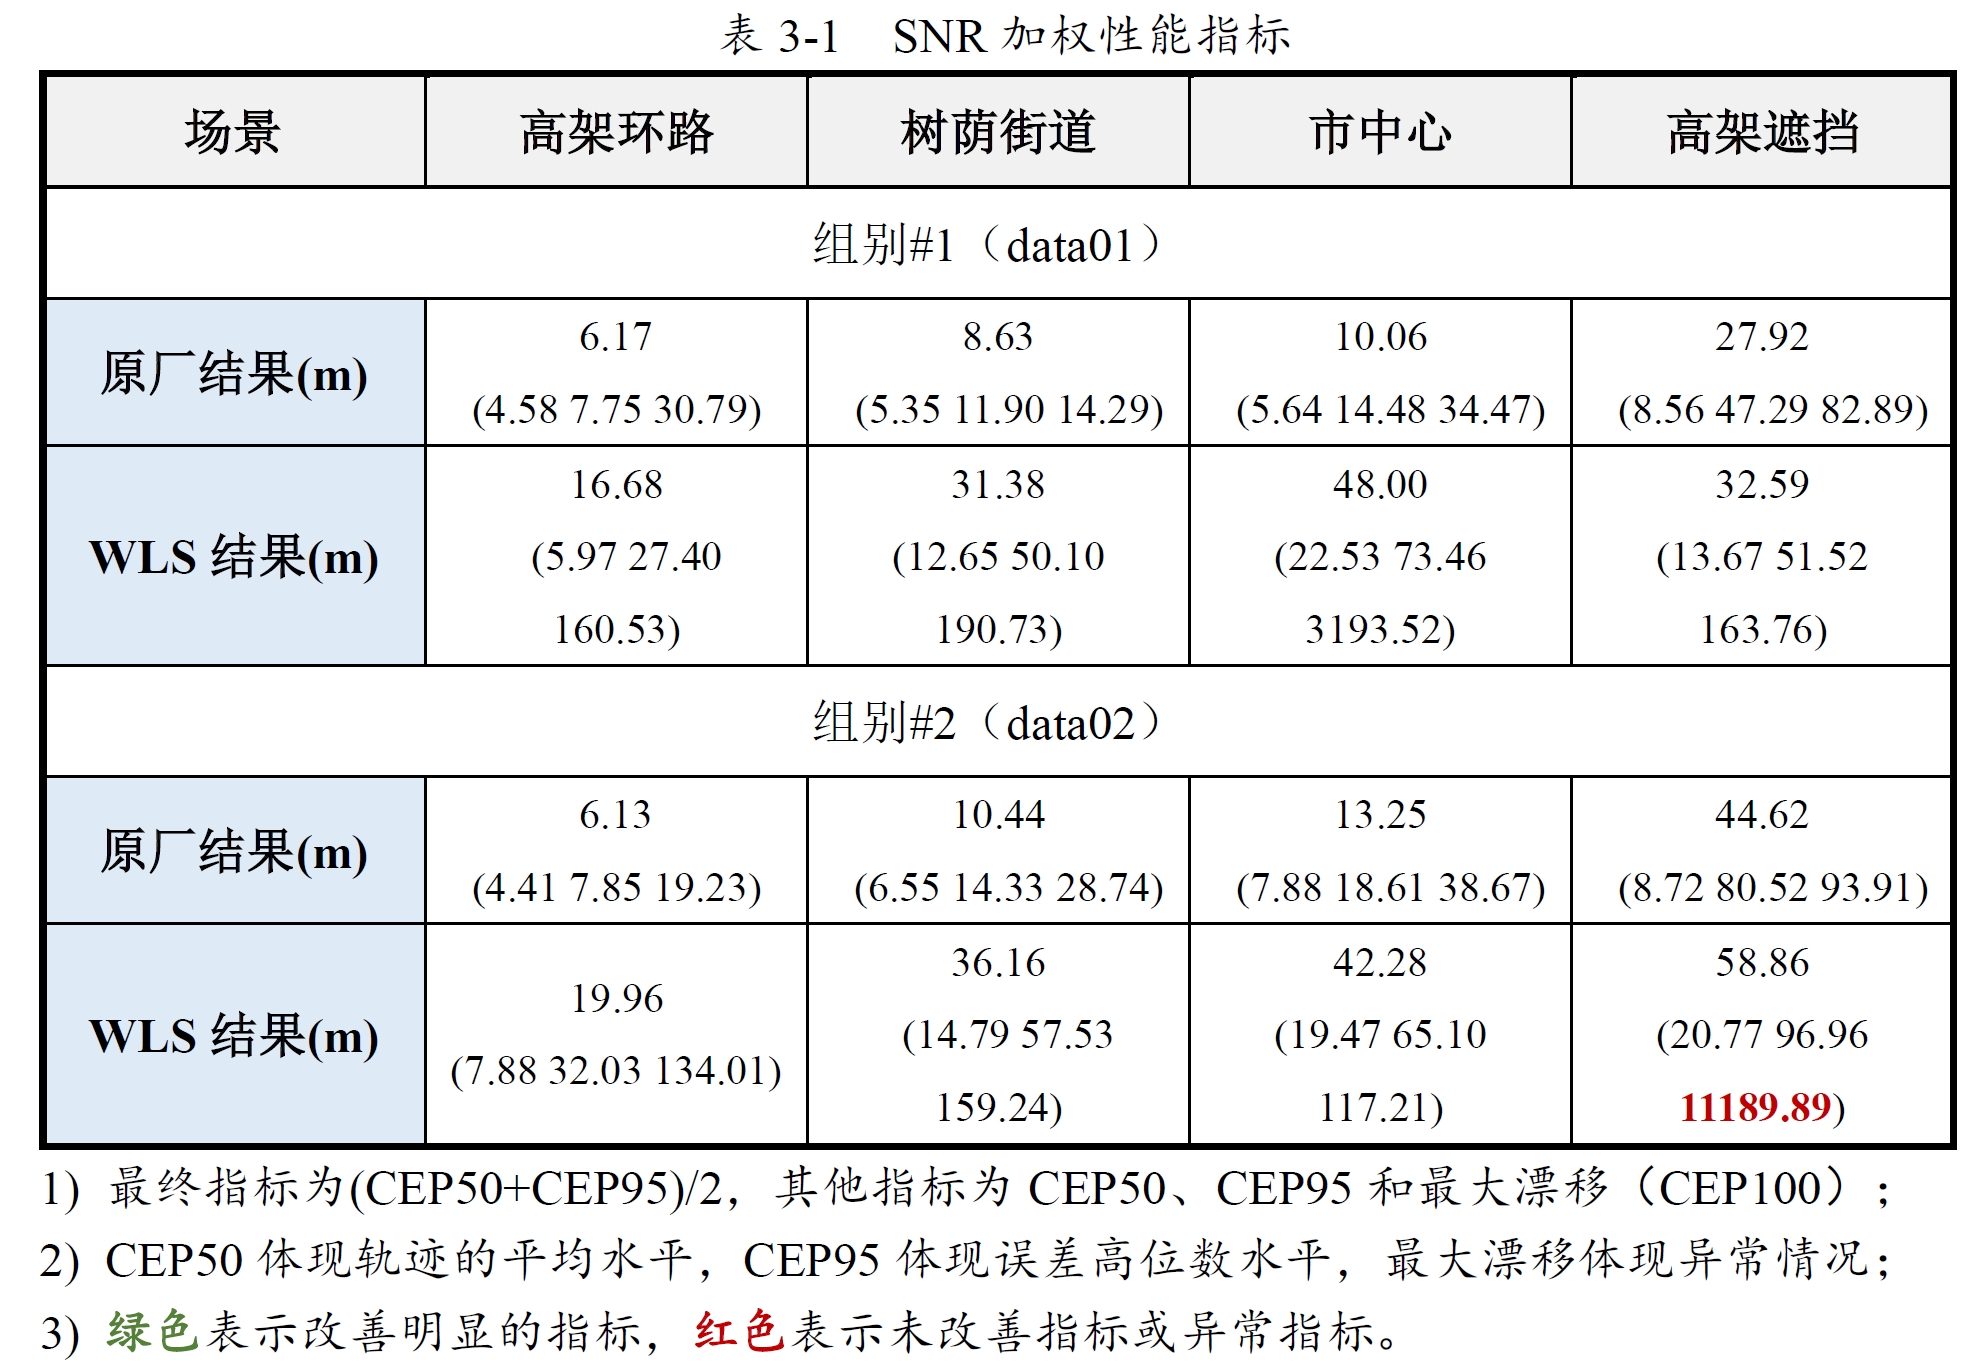 表 3-1 SNR 加权性能指标
场景 高架环路 树荫街道 市中心 高架遮挡
组别#1（data01）
原厂结果(m)
6.17
(4.58 7.75 30.79)
8.63
(5.35 11.90 14.29)
10.06
(5.64 14.48 34.47)
27.92
(8.56 47.29 82.89)
WLS 结果(m)
16.68
(5.97 27.40
160.53)
31.38
(12.65 50.10
190.73)
48.00
(22.53 73.46
3193.52)
32.59
(13.67 51.52
163.76)
组别#2（data02）
原厂结果(m)
6.13
(4.41 7.85 19.23)
10.44
(6.55 14.33 28.74)
13.25
(7.88 18.61 38.67)
44.62
(8.72 80.52 93.91)
WLS 结果(m)
19.96
(7.88 32.03 134.01)
36.16
(14.79 57.53
159.24)
42.28
(19.47 65.10
117.21)
58.86
(20.77 96.96
11189.89)
1) 最终指标为(CEP50+CEP95)/2，其他指标为 CEP50、CEP95 和最大漂移（CEP100）；
2) CEP50 体现轨迹的平均水平，CEP95 体现误差高位数水平，最大漂移体现异常情况；
3) 绿色表示改善明显的指标，红色表示未改善指标或异常指标。